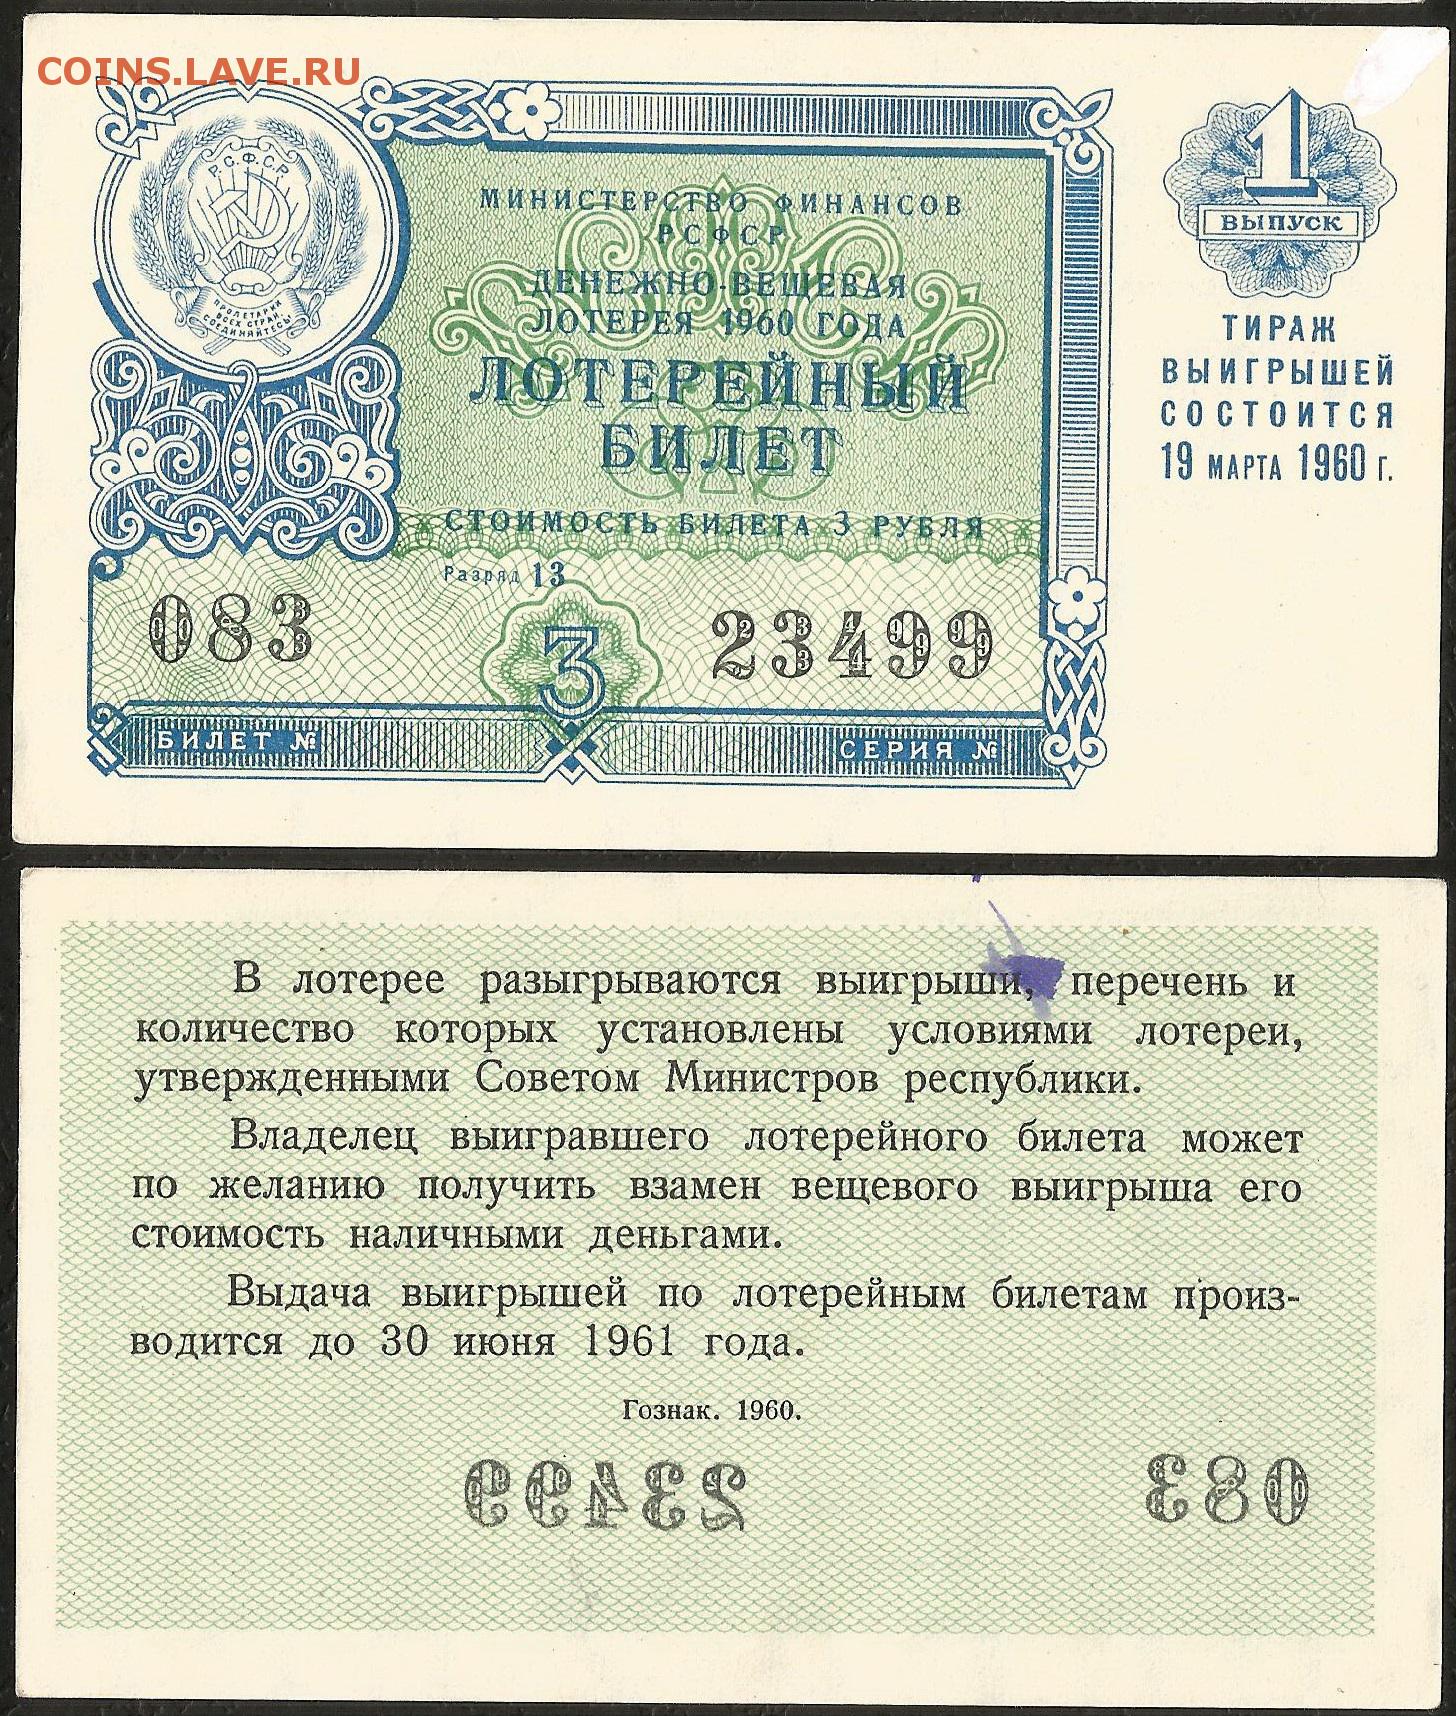 COINS.LAVE.RU
Р.С.Ф.С.Р.
ПРОЛЕТАРИИ
ВСЕХ СТРАН,
СОЕДИНЯЙТЕСЬ!
МИНИСТЕРСТВО ФИНАНСОВ
РСФСР
ДЕНЕЖНО-ВЕЩЕВАЯ
ЛОТЕРЕЯ 1960 ГОДА
ЛОТЕРЕЙНЫЙ
БИЛЕТ
СТОИМОСТЬ БИЛЕТА 3 РУБЛЯ
Разряд 13
083
3
23499
БИЛЕТ №
СЕРИЯ №
1
ВЫПУСК
ТИРАЖ
ВЫИГРЫШЕЙ
СОСТОИТСЯ
19 МАРТА 1960 Г.
В лотерее разыгрываются выигрыши, перечень и
количество которых установлены условиями лотереи,
утвержденными Советом Министров республики.
Владелец выигравшего лотерейного билета может
по желанию получить взамен вещевого выигрыша его
стоимость наличными деньгами.
Выдача выигрышей по лотерейным билетам произ-
водится до 30 июня 1961 года.
Гознак. 1960.
23499
083